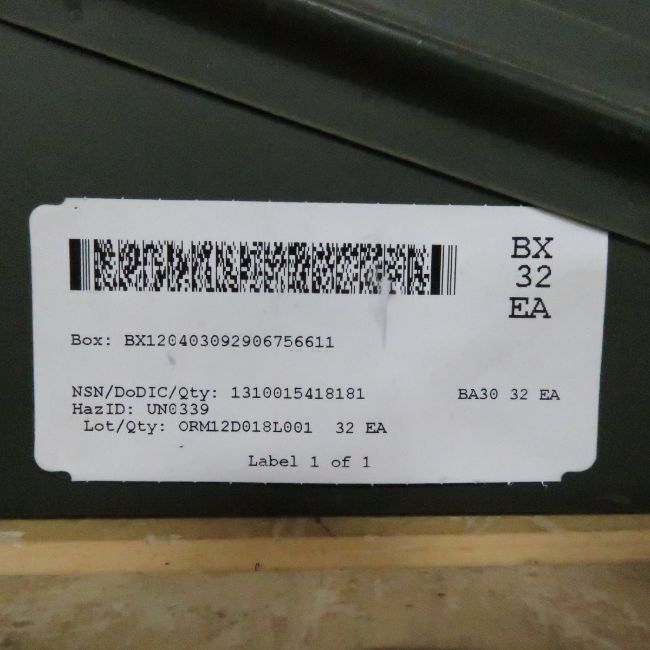 BX
32
EA
Box: BX120403092906756611
NSN/DoDIC/Qty: 1310015418181 BA30 32 EA
HazID: UN0339
Lot/Qty: ORM12D018L001 32 EA
Label 1 of 1